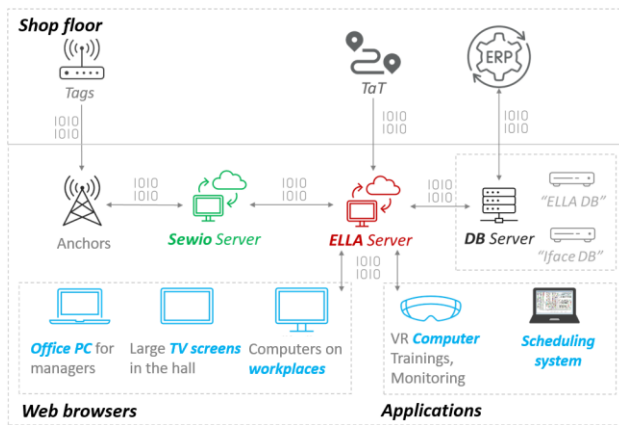 Shop floor
ERP
Tags
TaT
1010
1010
1010
1010
1010
1010
1010
1010
1010
1010
1010
1010
"ELLA DB"
Anchors
Sewio Server
ELLA Server
DB Server
"Iface DB"
1010
1010
Office PC for
managers
Large TV screens
in the hall
Computers on
workplaces
VR Computer
Trainings,
Monitoring
Scheduling
system
Web browsers
Applications